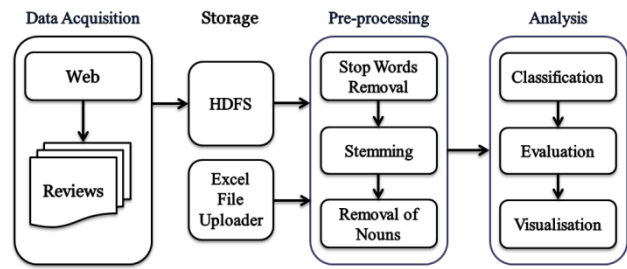 Data Acquisition
Web
Reviews
Storage
HDFS
Excel
File
Uploader
Pre-processing
Stop Words
Removal
Stemming
Removal of
Nouns
Analysis
Classification
Evaluation
Visualisation